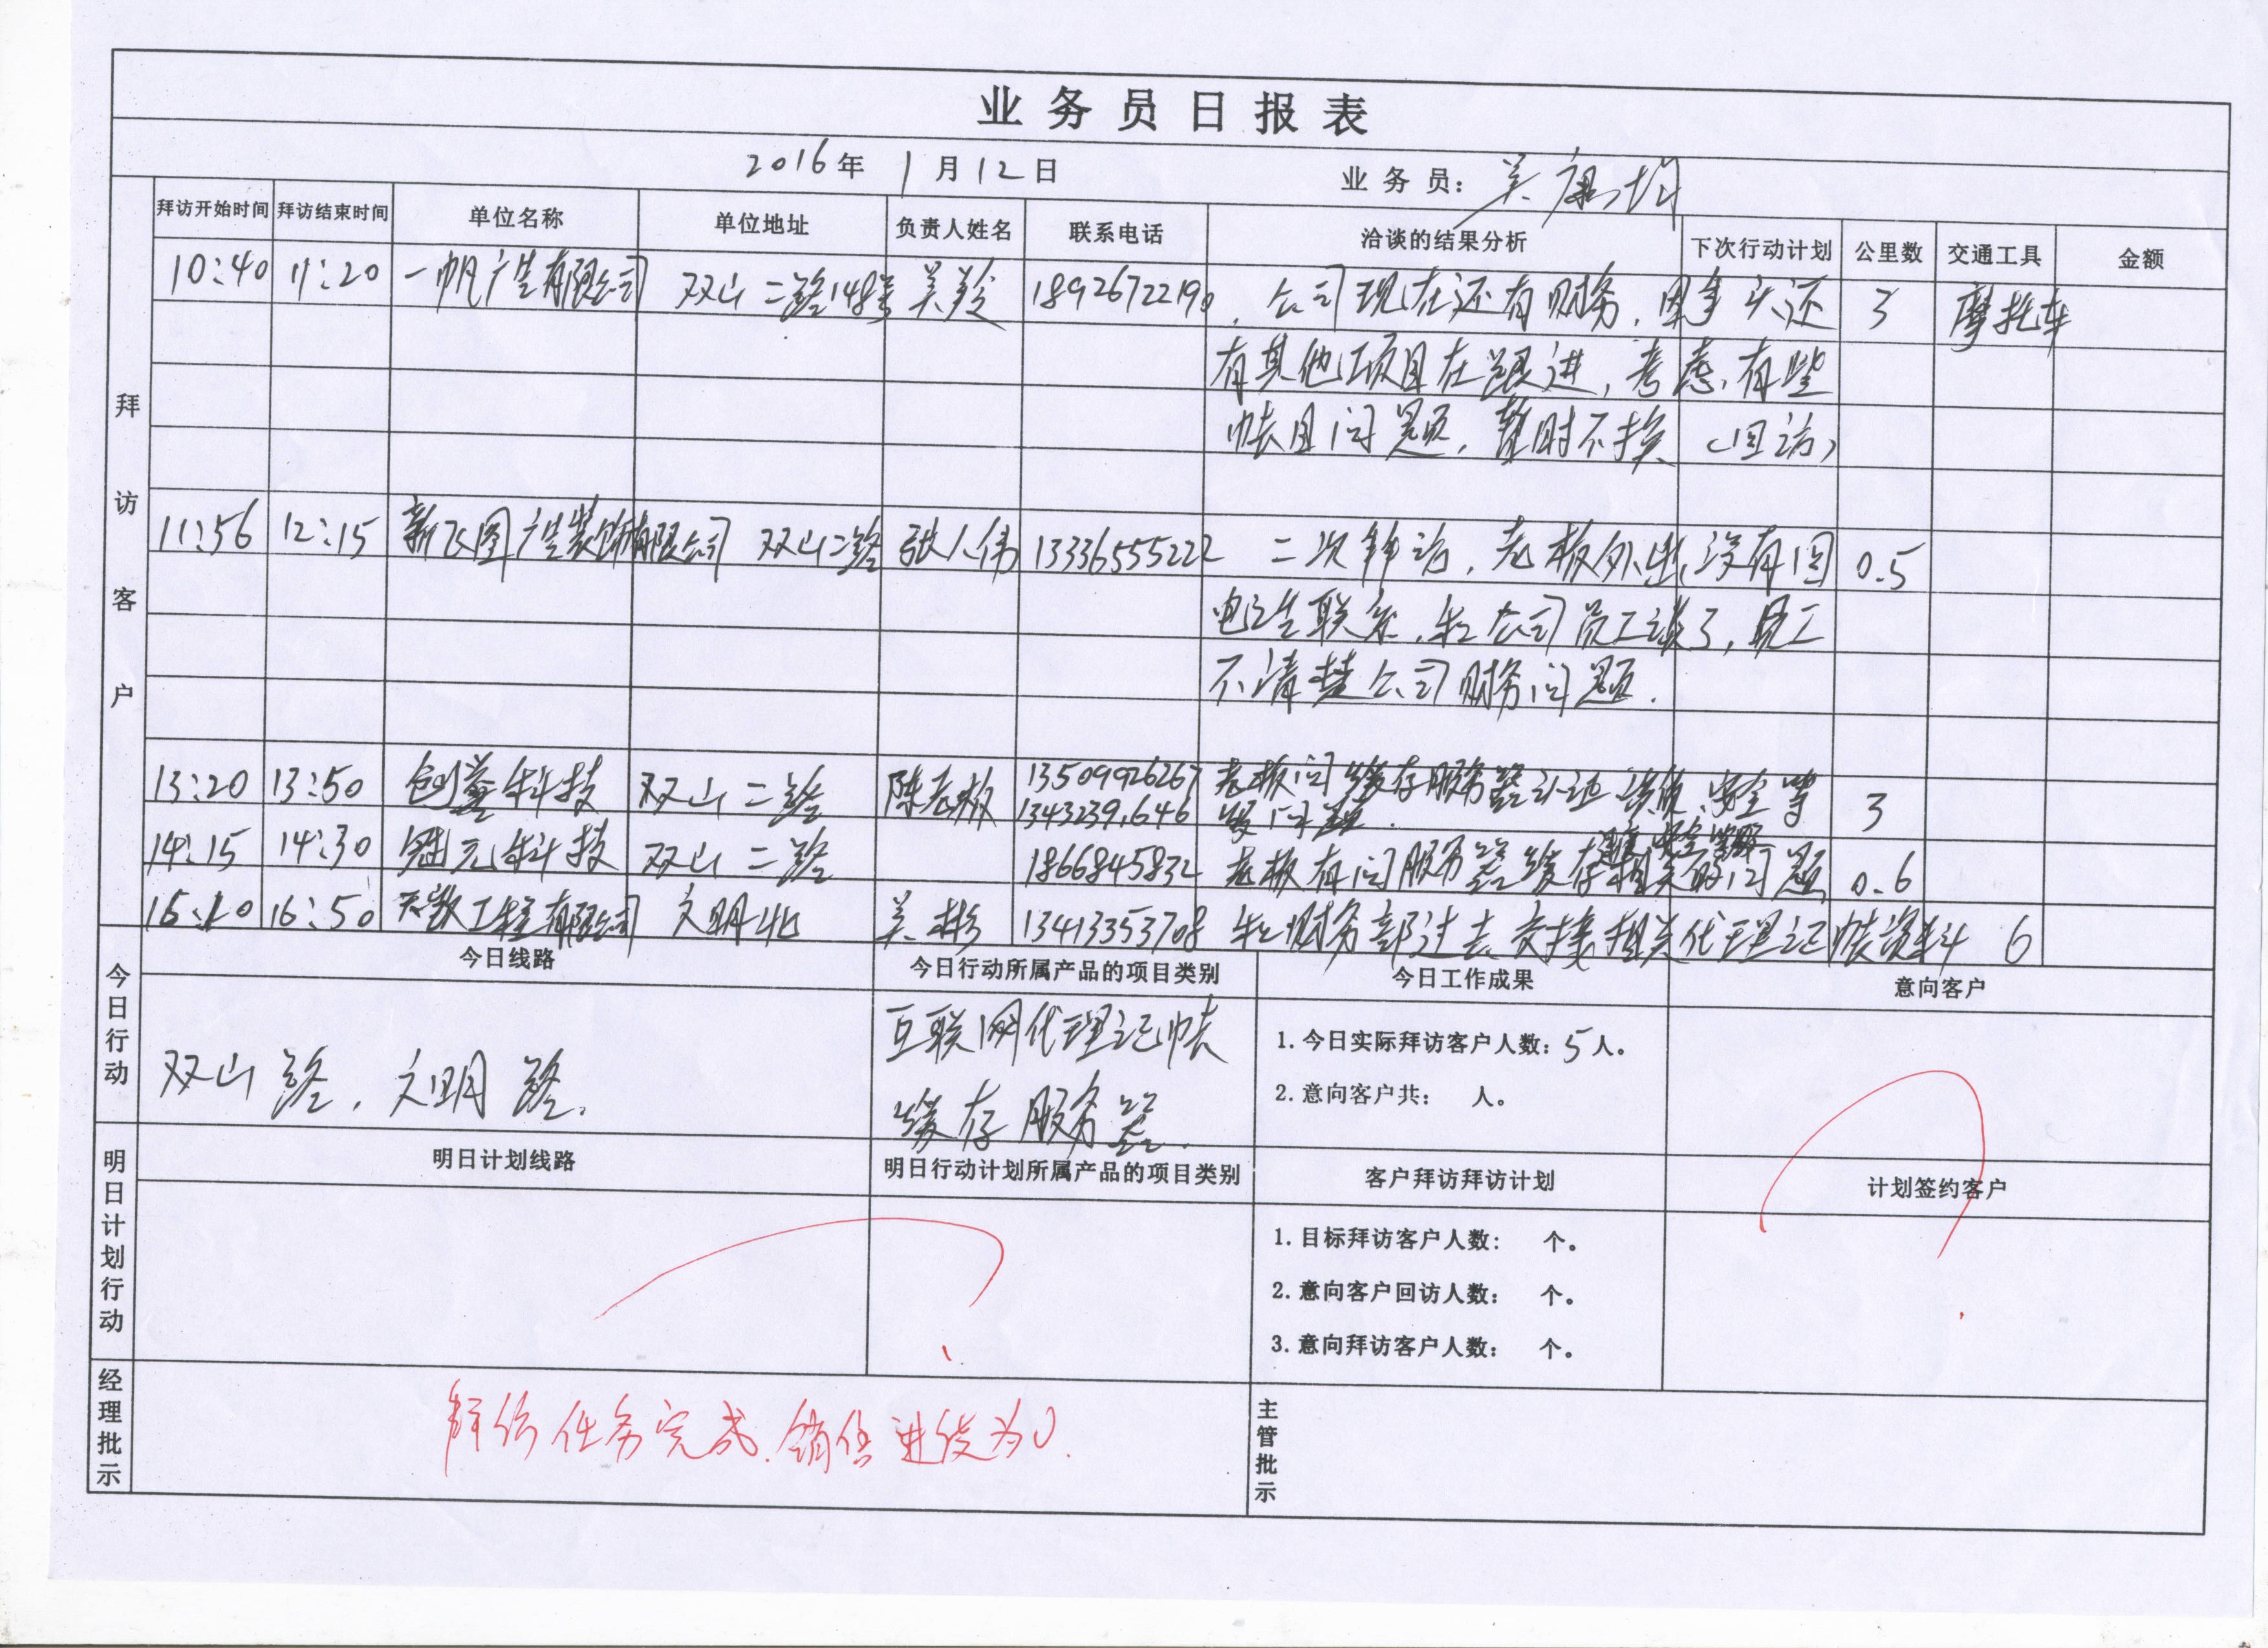 业务员日报表
2016年 1月12日 业务员: 吴
拜访客户
拜访开始时间 拜访结束时间 单位名称 单位地址 负责人姓名 联系电话 洽谈的结果分析 下次行动计划 公里数 交通工具 金额
10:40 11:20 一帆广告有限公司 双山二路148号 吴 18926722190 公司现在还有财务，因手头还 3 摩托车
有其他项目在跟进，考虑有些
帐目问题，暂时不换（回访）
11:56 12:15 新飞图广告装饰有限公司 双山二路 张人伟 13336555222 二次拜访，老板外出，没有回 0.5
电话联系，和公司员工谈了，员工
不清楚公司财务问题.
13:20 13:50 创益科技 双山二路 陈老板 13509926267 老板问缓存服务器 安全等 3
13432391646 问题.
14:15 14:30 冠元科技 双山二路 1866845832 老板有问服务器缓存相关的问题 0.6
16:50 工程有限公司 文明北 吴彬 13413353708 和财务部过去交接相关代理记帐资料 6
今日行动
今日线路 今日行动所属产品的项目类别 今日工作成果 意向客户
双山路，文明路. 互联网代理记帐 1.今日实际拜访客户人数: 5人。
缓存服务器. 2.意向客户共: 人。
明日计划行动
明日计划线路 明日行动计划所属产品的项目类别 客户拜访拜访计划 计划签约客户
1.目标拜访客户人数: 个。
2.意向客户回访人数: 个。
3.意向拜访客户人数: 个。
经理批示 拜访任务完成.销售业绩为0. 主管批示